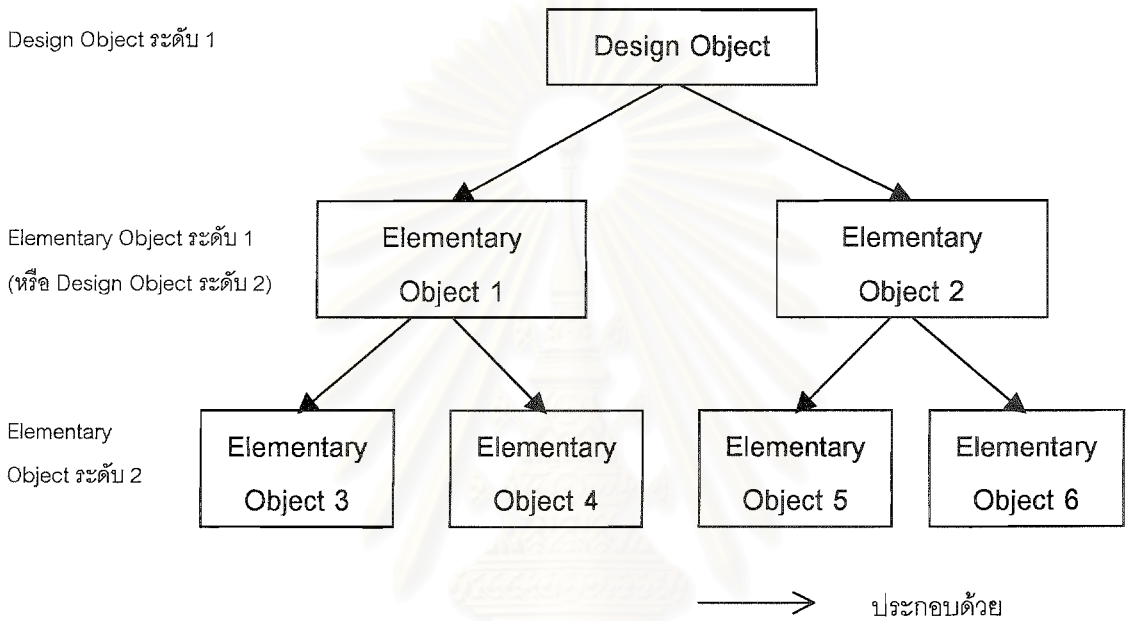 Design Object ระดับ 1
Design Object
Elementary Object ระดับ 1
(หรือ Design Object ระดับ 2)
Elementary
Object 1
Elementary
Object 2
Elementary
Object ระดับ 2
Elementary
Object 3
Elementary
Object 4
Elementary
Object 5
Elementary
Object 6
ประกอบด้วย